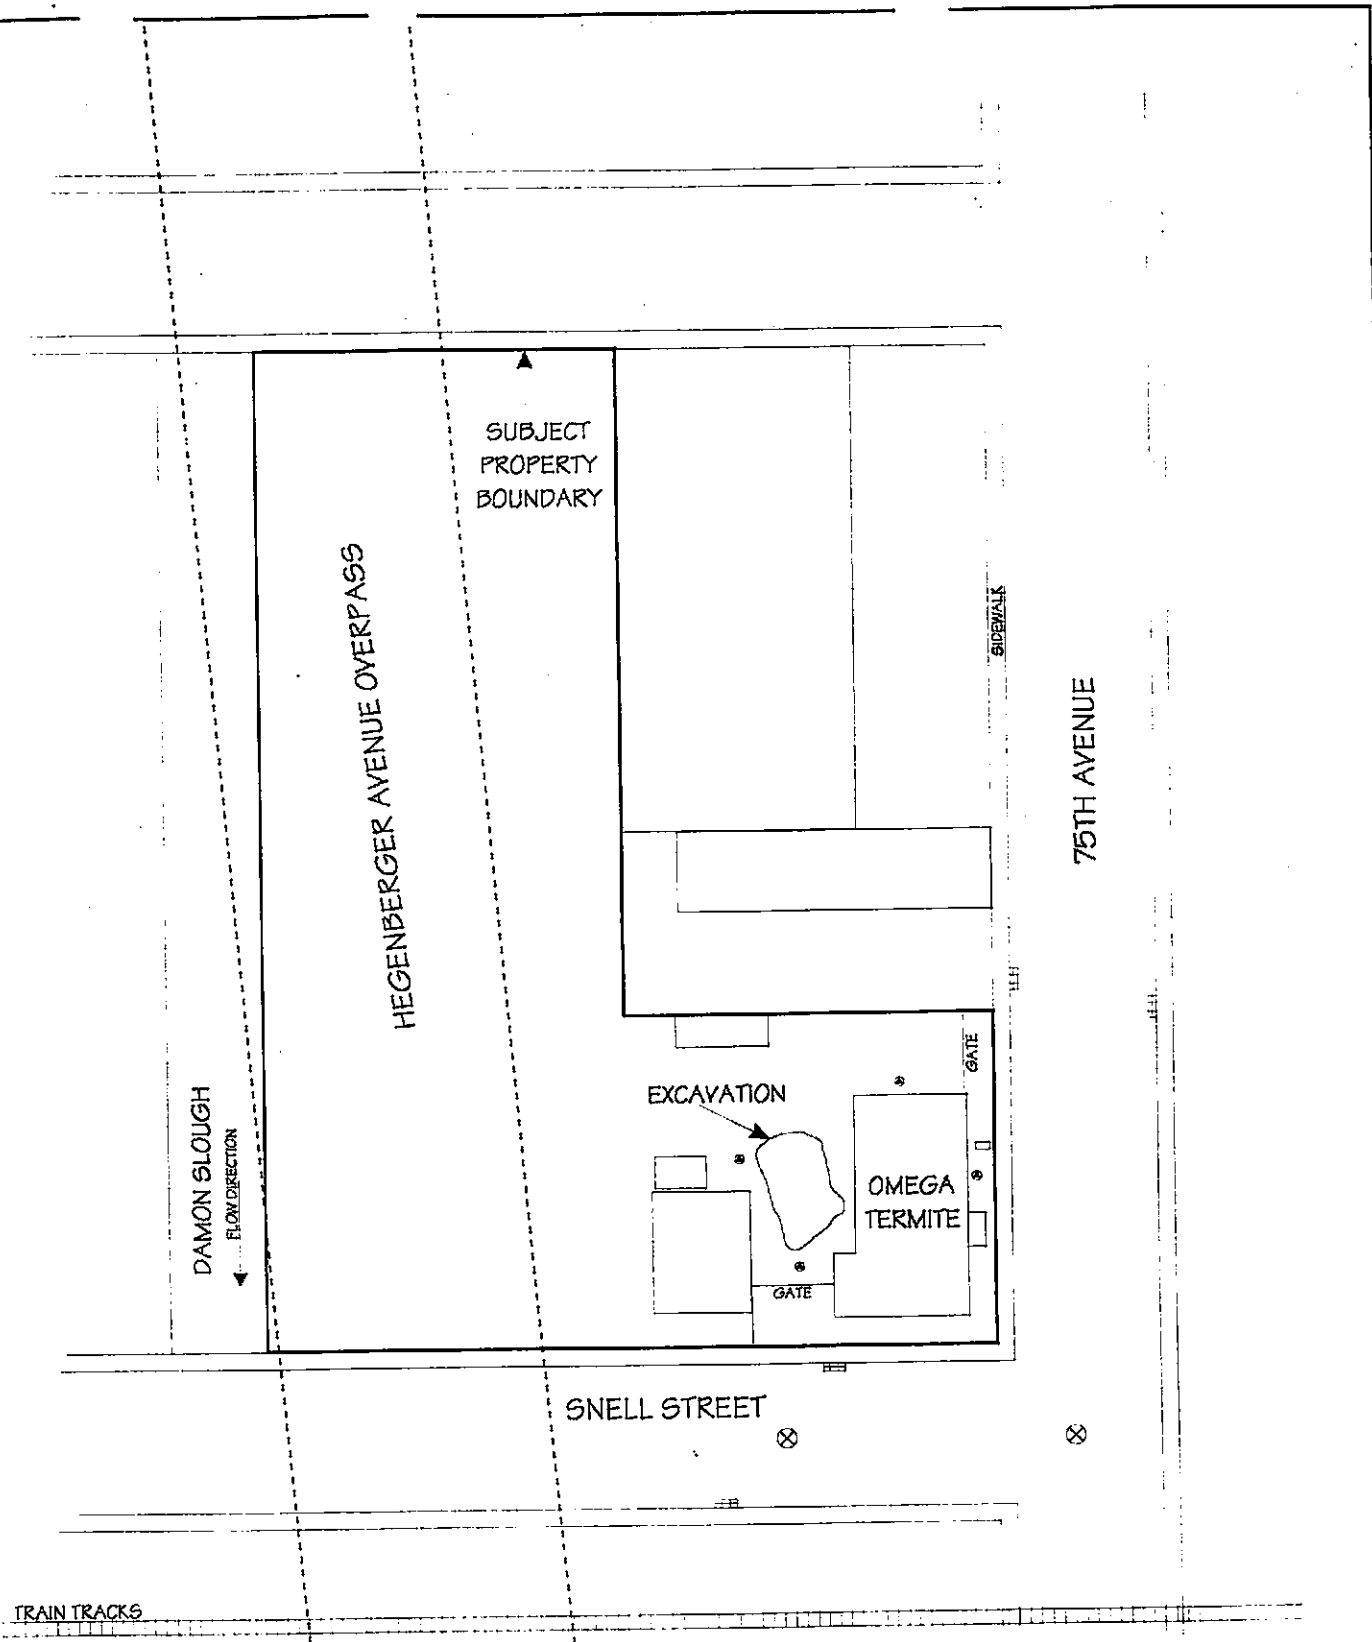 SUBJECT
PROPERTY
BOUNDARY
HEGENBERGER AVENUE OVERPASS
SIDEWALK
75TH AVENUE
GATE
EXCAVATION
DAMON SLOUGH
FLOW DIRECTION
OMEGA
TERMITE
GATE
SNELL STREET
TRAIN TRACKS